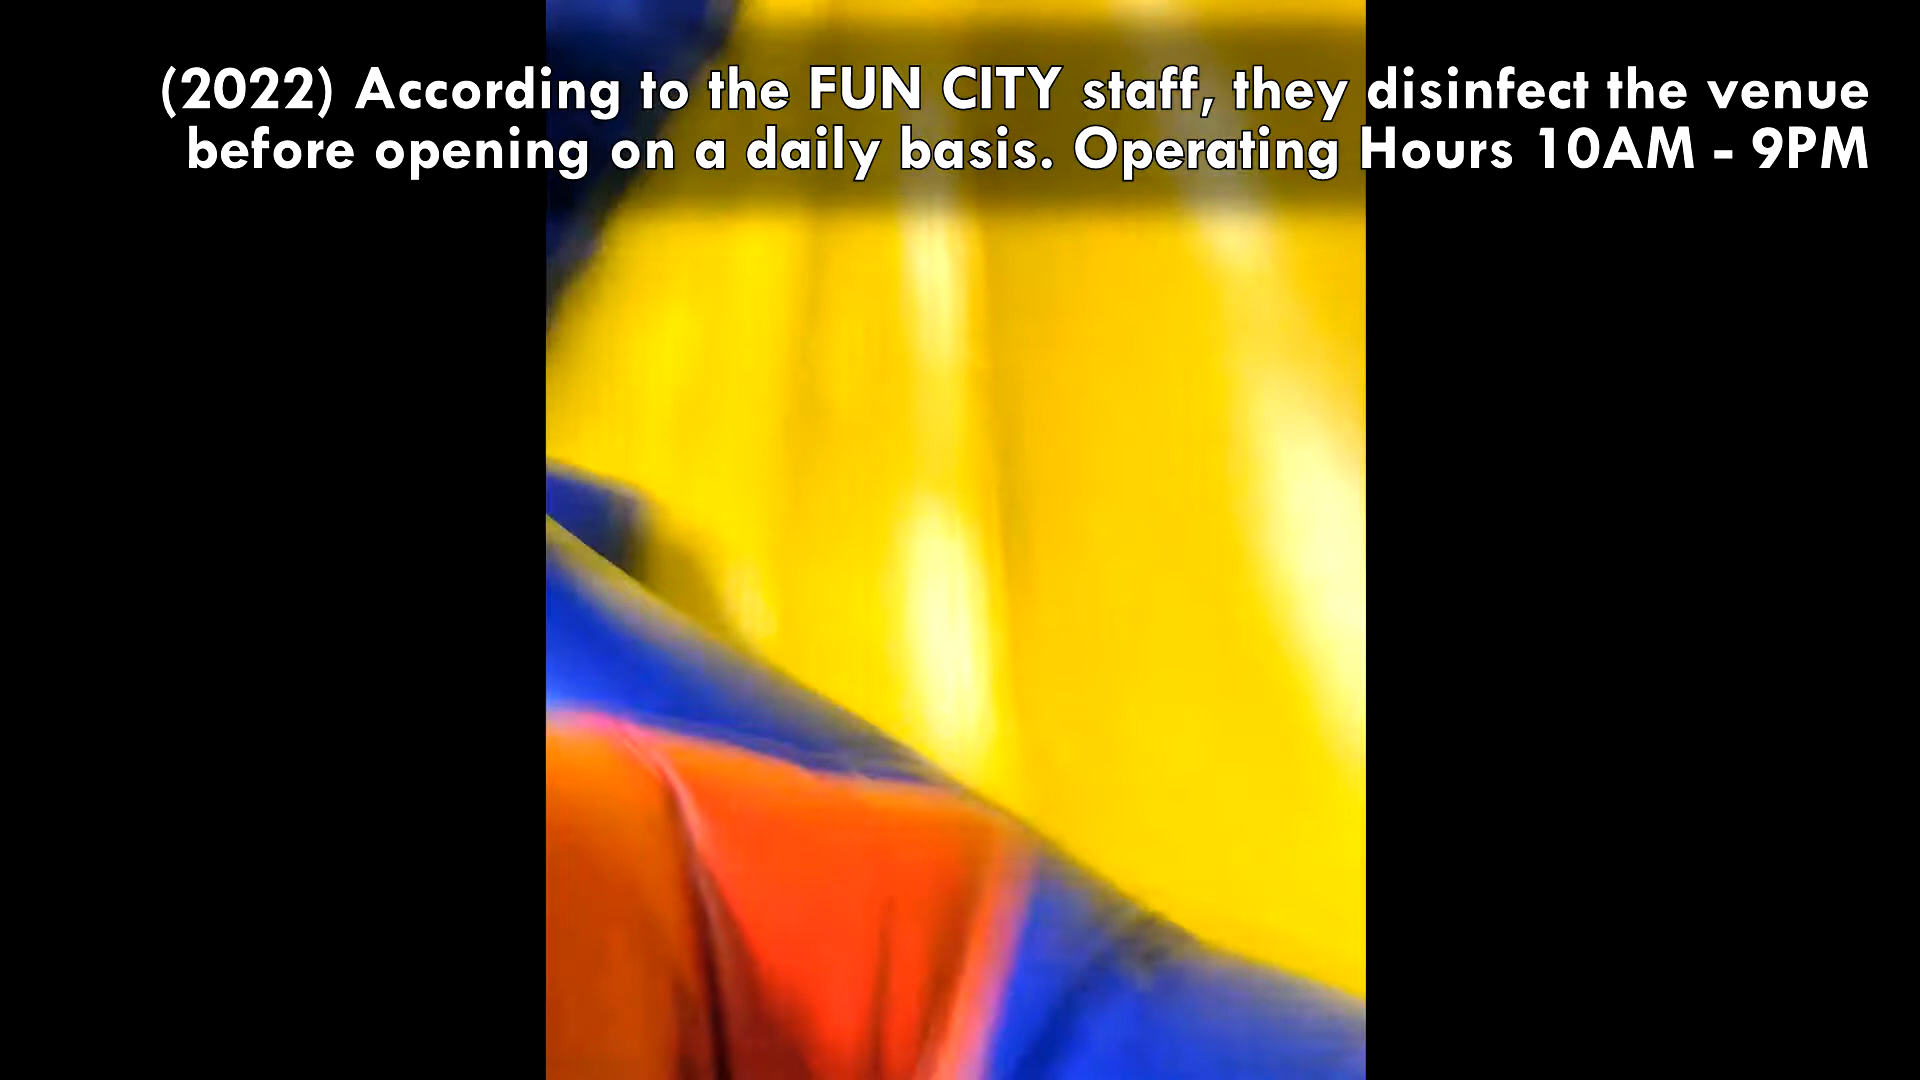 (2022) According to the FUN CITY staff, they disinfect the venue
before opening on a daily basis. Operating Hours 10AM - 9PM